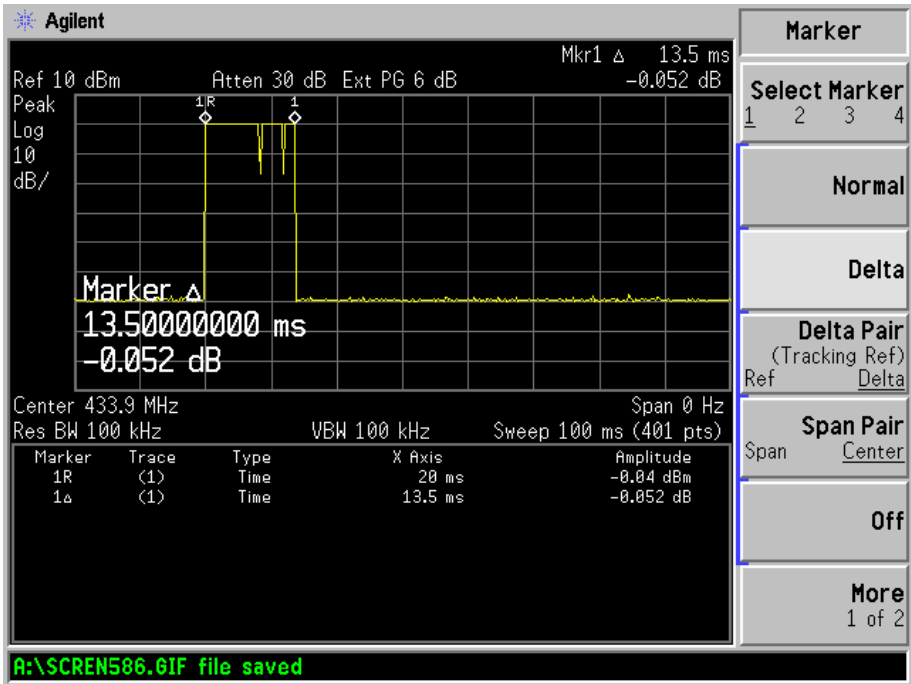 Agilent
Marker
Mkr1 Δ 13.5 ms
Ref 10 dBm Atten 30 dB Ext PG 6 dB -0.052 dB
Peak
Log
10
dB/
1R 1
Marker Δ
13.50000000 ms
-0.052 dB
Center 433.9 MHz Span 0 Hz
Res BW 100 kHz VBW 100 kHz Sweep 100 ms (401 pts)
Marker Trace Type X Axis Amplitude
1R (1) Time 20 ms -0.04 dBm
1Δ (1) Time 13.5 ms -0.052 dB
Select Marker
1 2 3 4
Normal
Delta
Delta Pair
(Tracking Ref)
Ref Delta
Span Pair
Span Center
Off
More
1 of 2
A:\SCREN586.GIF file saved